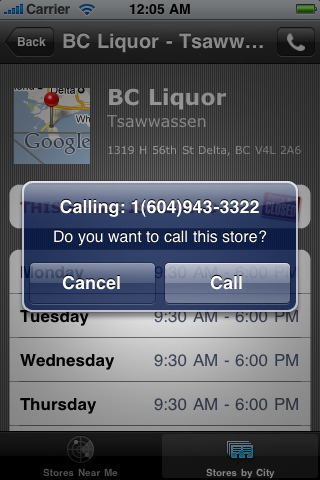 Carrier 12:05 AM
Back BC Liquor - Tsaww...
Delta
Google
BC Liquor
Tsawwassen
1319 H 56th St Delta, BC V4L 2A6
THIS
CLOSED
Calling: 1(604)943-3322
Do you want to call this store?
Cancel Call
Monday 9:30 AM - 6:00 PM
Tuesday 9:30 AM - 6:00 PM
Wednesday 9:30 AM - 6:00 PM
Thursday 9:30 AM - 6:00 PM
Stores Near Me Stores by City